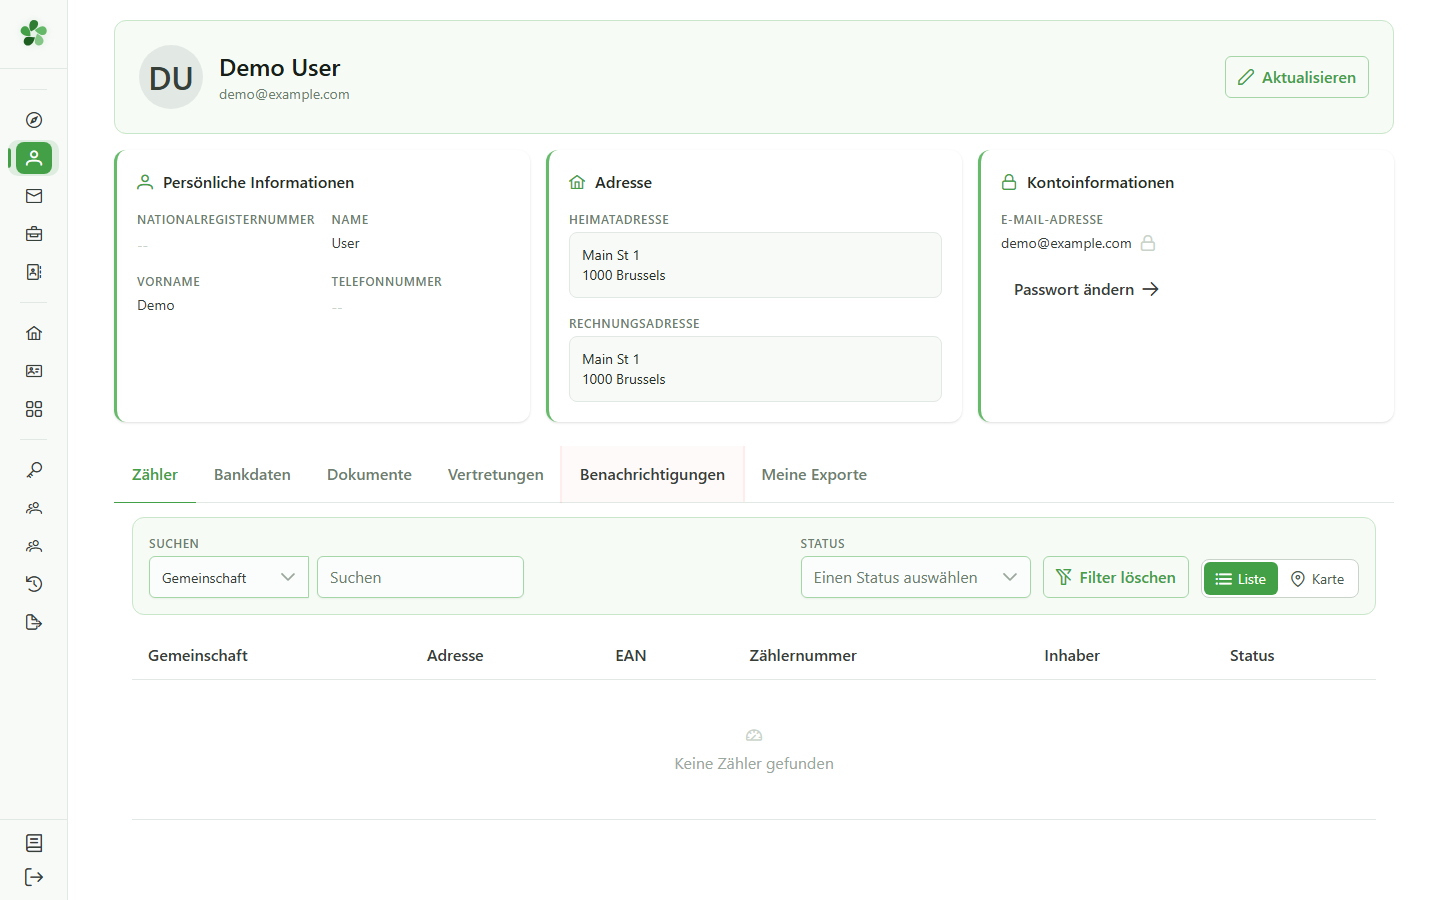 DU
Demo User
demo@example.com
Aktualisieren
Persönliche Informationen
NATIONALREGISTERNUMMER
--
NAME
User
VORNAME
Demo
TELEFONNUMMER
--
Adresse
HEIMATADRESSE
Main St 1
1000 Brussels
RECHNUNGSADRESSE
Main St 1
1000 Brussels
Kontoinformationen
E-MAIL-ADRESSE
demo@example.com
Passwort ändern
Zähler Bankdaten Dokumente Vertretungen Benachrichtigungen Meine Exporte
SUCHEN
Gemeinschaft
Suchen
STATUS
Einen Status auswählen
Filter löschen
Liste
Karte
Gemeinschaft Adresse EAN Zählernummer Inhaber Status
Keine Zähler gefunden